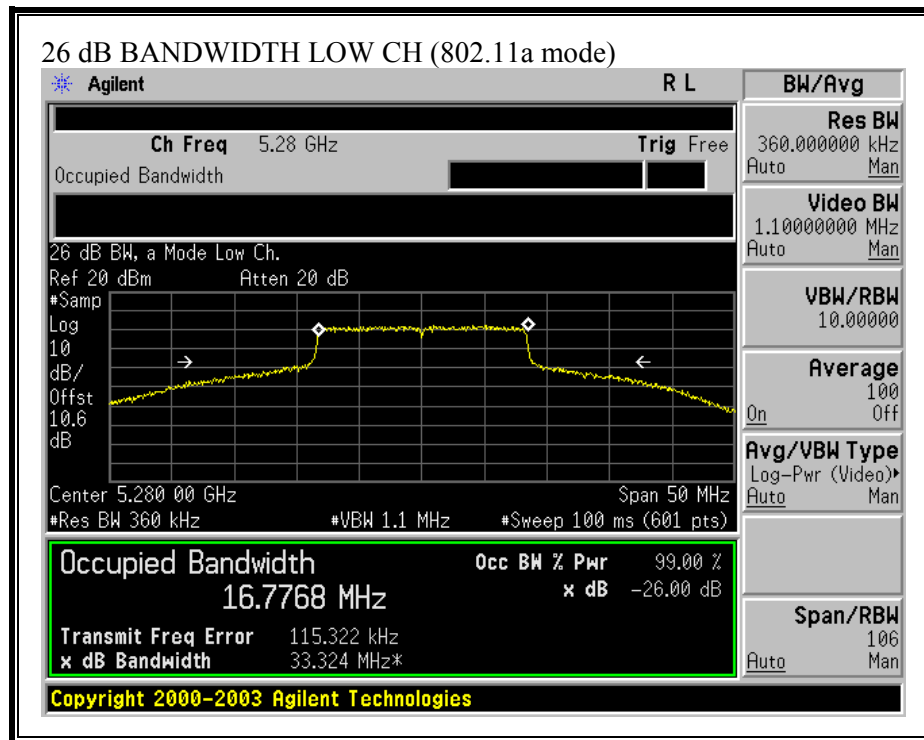 26 dB BANDWIDTH LOW CH (802.11a mode)
Agilent R L
BW/Avg
Ch Freq 5.28 GHz Trig Free
Occupied Bandwidth
26 dB BW, a Mode Low Ch.
Ref 20 dBm Atten 20 dB
#Samp
Log
10
dB/
Offst
10.6
dB
Center 5.280 00 GHz Span 50 MHz
#Res BW 360 kHz #VBW 1.1 MHz #Sweep 100 ms (601 pts)
Occupied Bandwidth
16.7768 MHz
Occ BW % Pwr 99.00 %
x dB -26.00 dB
Transmit Freq Error 115.322 kHz
x dB Bandwidth 33.324 MHz*
Copyright 2000-2003 Agilent Technologies
Res BW
360.000000 kHz
Auto Man
Video BW
1.10000000 MHz
Auto Man
VBW/RBW
10.00000
Average
100
On Off
Avg/VBW Type
Log-Pwr (Video)▸
Auto Man
Span/RBW
106
Auto Man